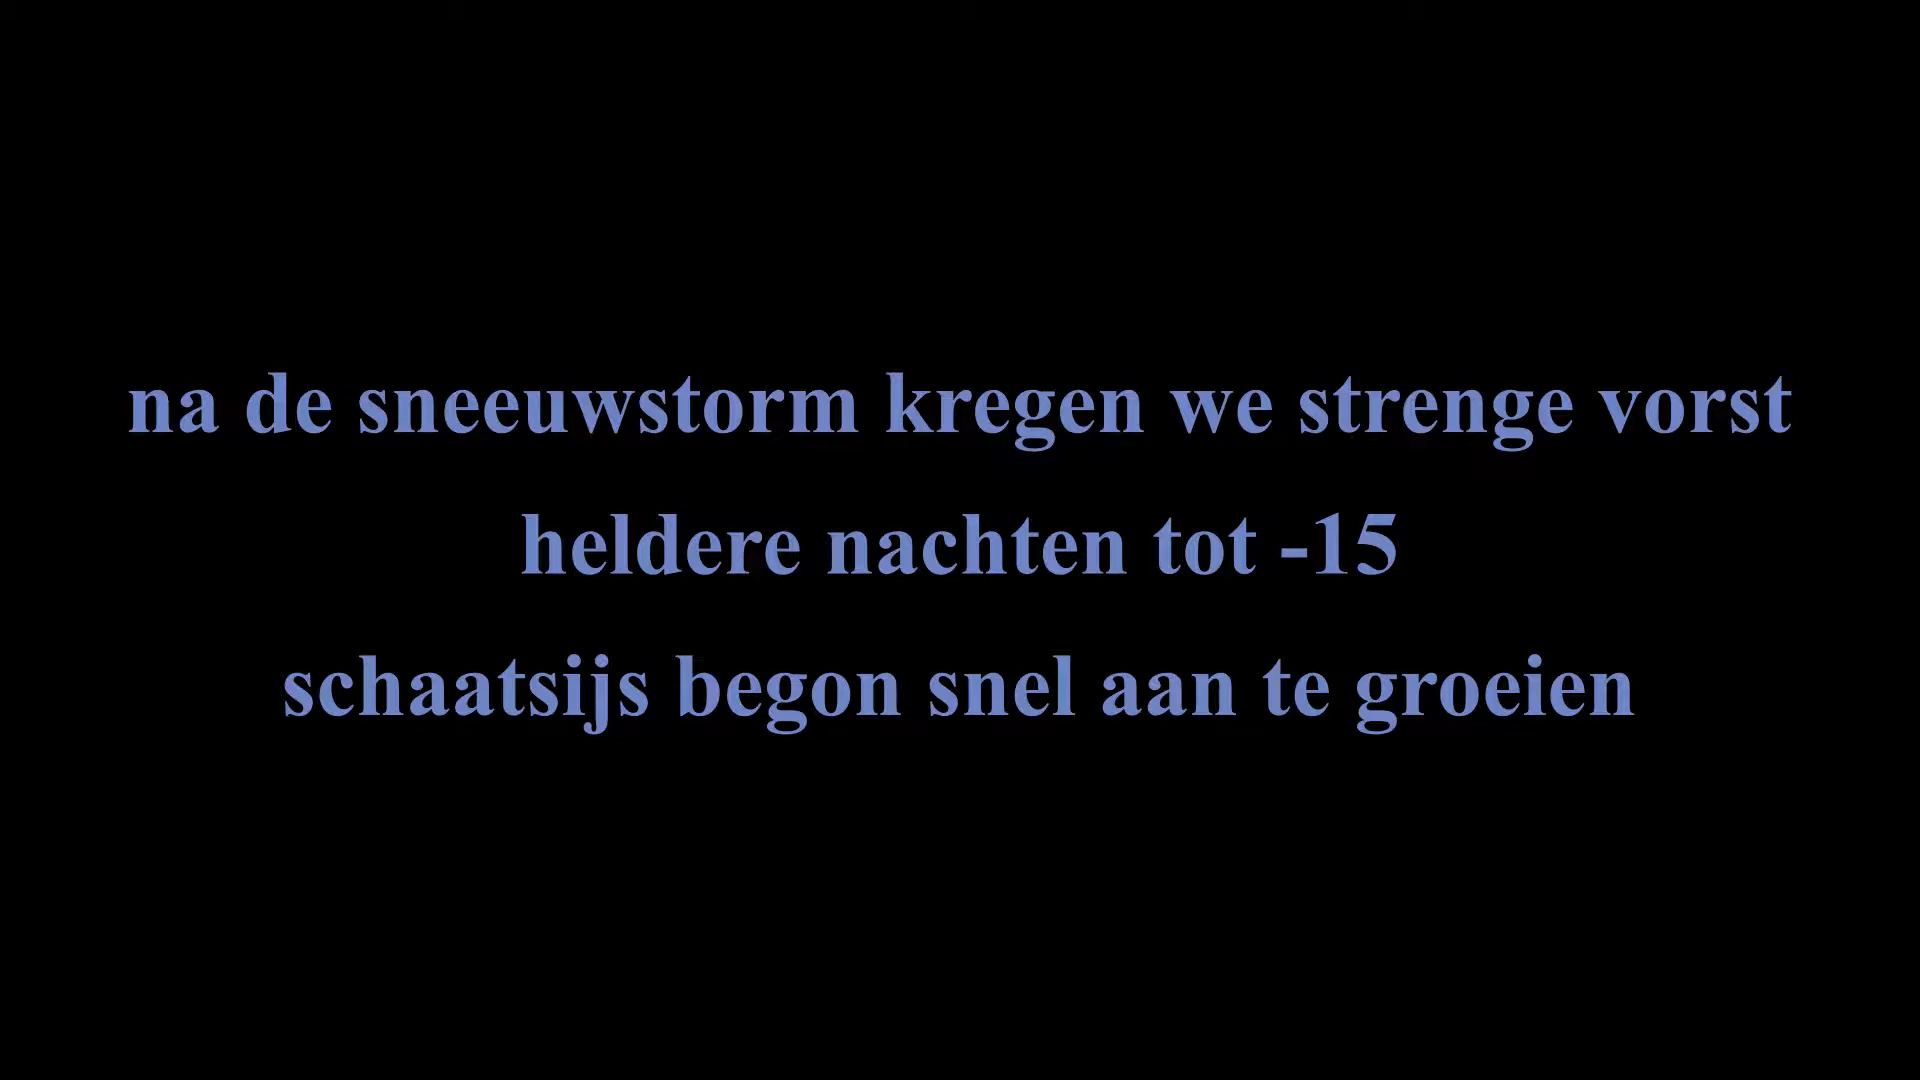 na de sneeuwstorm kregen we strenge vorst
heldere nachten tot -15
schaatsijs begon snel aan te groeien